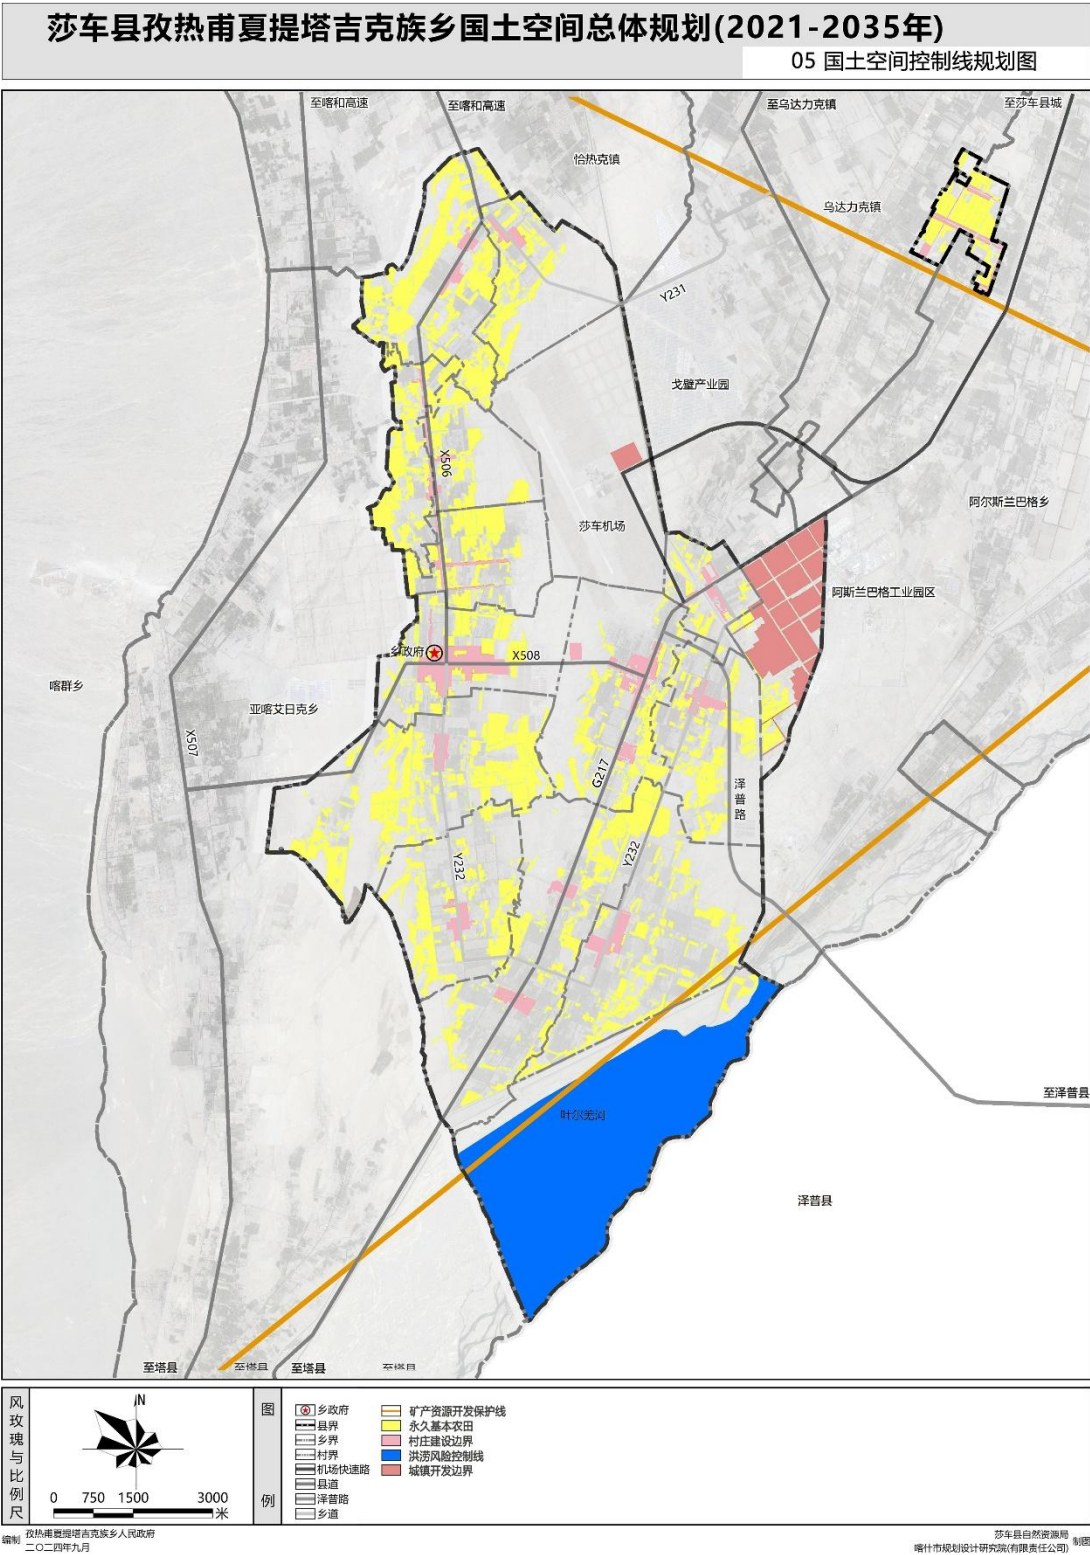 莎车县孜热甫夏提塔吉克族乡国土空间总体规划(2021-2035年)
05 国土空间控制线规划图
至喀和高速
至喀和高速
至乌达力克镇
至莎车县城
恰热克镇
乌达力克镇
Y231
戈壁产业园
X506
阿尔斯兰巴格乡
莎车机场
阿斯兰巴格工业园区
乡政府
X508
喀群乡
亚喀艾日克乡
X507
G217
泽普路
Y232
Y232
至泽普县
叶尔羌河
泽普县
至塔县
至塔县
至塔县
至塔县
风玫瑰与比例尺
N
0 750 1500 3000
米
图例
乡政府
县界
乡界
村界
机场快速路
县道
泽普路
乡道
矿产资源开发保护线
永久基本农田
村庄建设边界
洪涝风险控制线
城镇开发边界
编制
孜热甫夏提塔吉克族乡人民政府
二〇二四年九月
莎车县自然资源局
喀什市规划设计研究院(有限责任公司)
制图